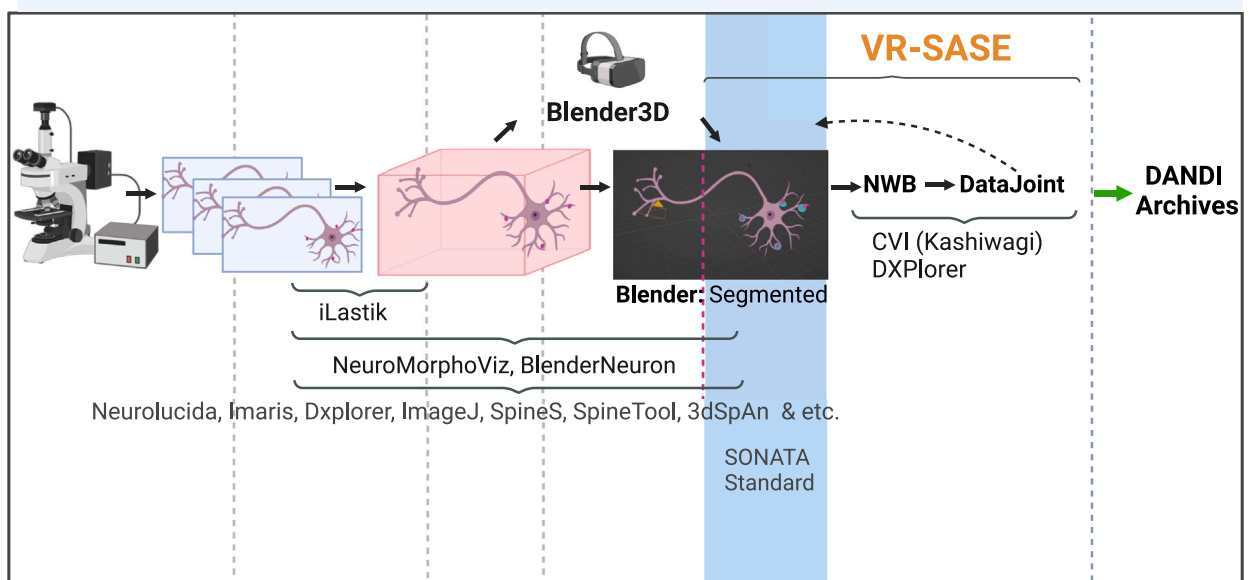 VR-SASE
Blender3D
NWB
DataJoint
DANDI
Archives
CVI (Kashiwagi)
DXPlorer
Blender: Segmented
iLastik
NeuroMorphoViz, BlenderNeuron
Neurolucida, Imaris, Dxplorer, ImageJ, SpineS, SpineTool, 3dSpAn & etc.
SONATA
Standard